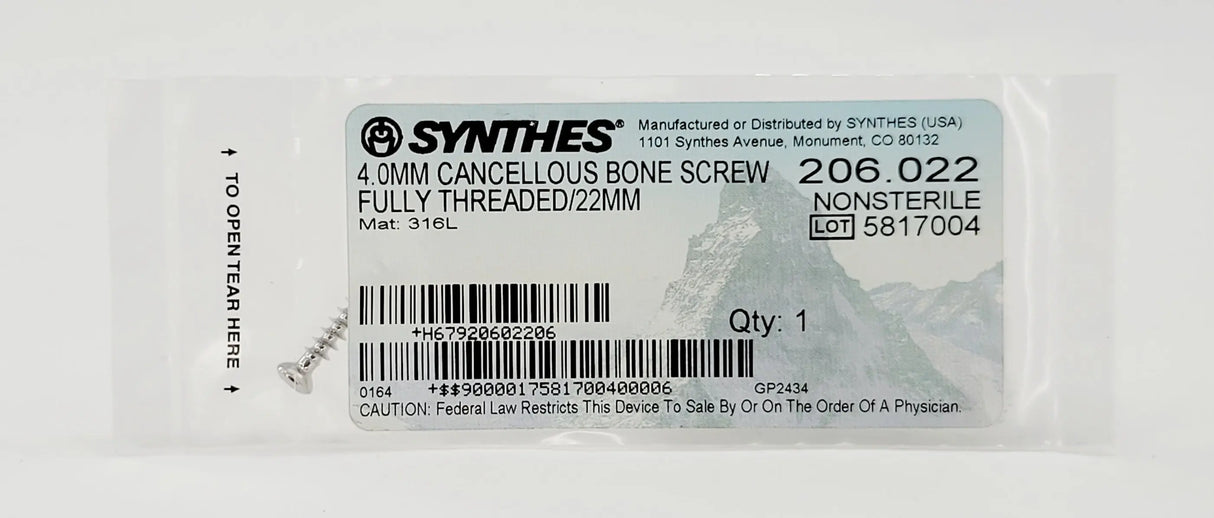 ↑ TO OPEN TEAR HERE ↑
SYNTHES®
Manufactured or Distributed by SYNTHES (USA)
1101 Synthes Avenue, Monument, CO 80132
4.0MM CANCELLOUS BONE SCREW
FULLY THREADED/22MM
Mat: 316L
206.022
NONSTERILE
LOT 5817004
+H67920602206
Qty: 1
0164 +$$9000017581700400006 GP2434
CAUTION: Federal Law Restricts This Device To Sale By Or On The Order Of A Physician.